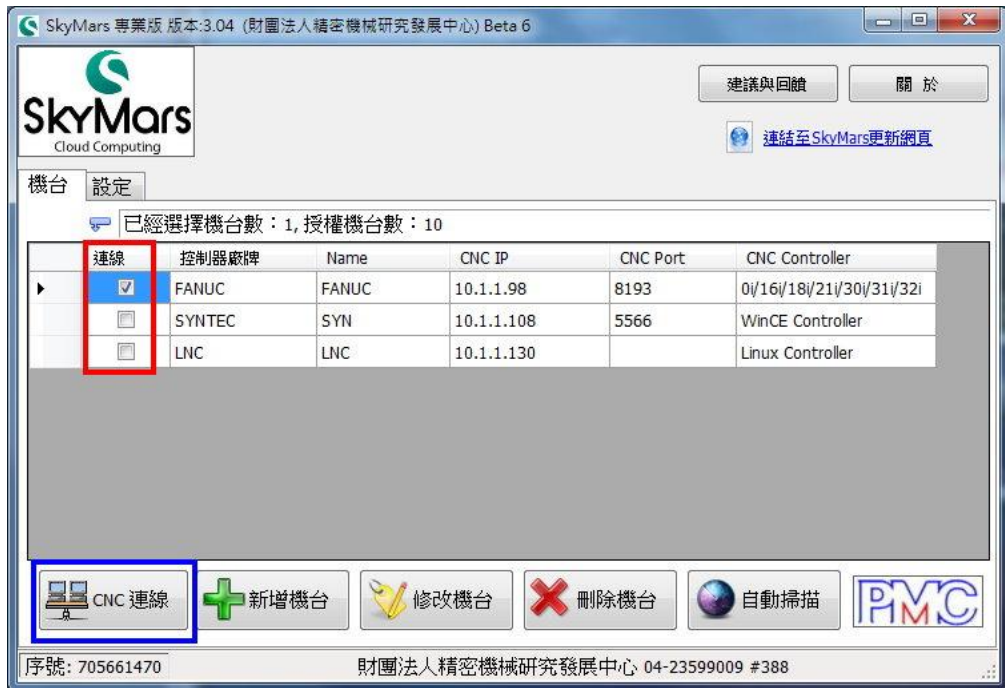 SkyMars 專業版 版本:3.04 (財團法人精密機械研究發展中心) Beta 6
SkyMars
Cloud Computing
建議與回饋 關 於
連結至SkyMars更新網頁
機台 設定
已經選擇機台數：1, 授權機台數：10
連線 控制器廠牌 Name CNC IP CNC Port CNC Controller
FANUC FANUC 10.1.1.98 8193 0i/16i/18i/21i/30i/31i/32i
SYNTEC SYN 10.1.1.108 5566 WinCE Controller
LNC LNC 10.1.1.130 Linux Controller
CNC 連線 新增機台 修改機台 刪除機台 自動掃描 PMC
序號: 705661470 財團法人精密機械研究發展中心 04-23599009 #388